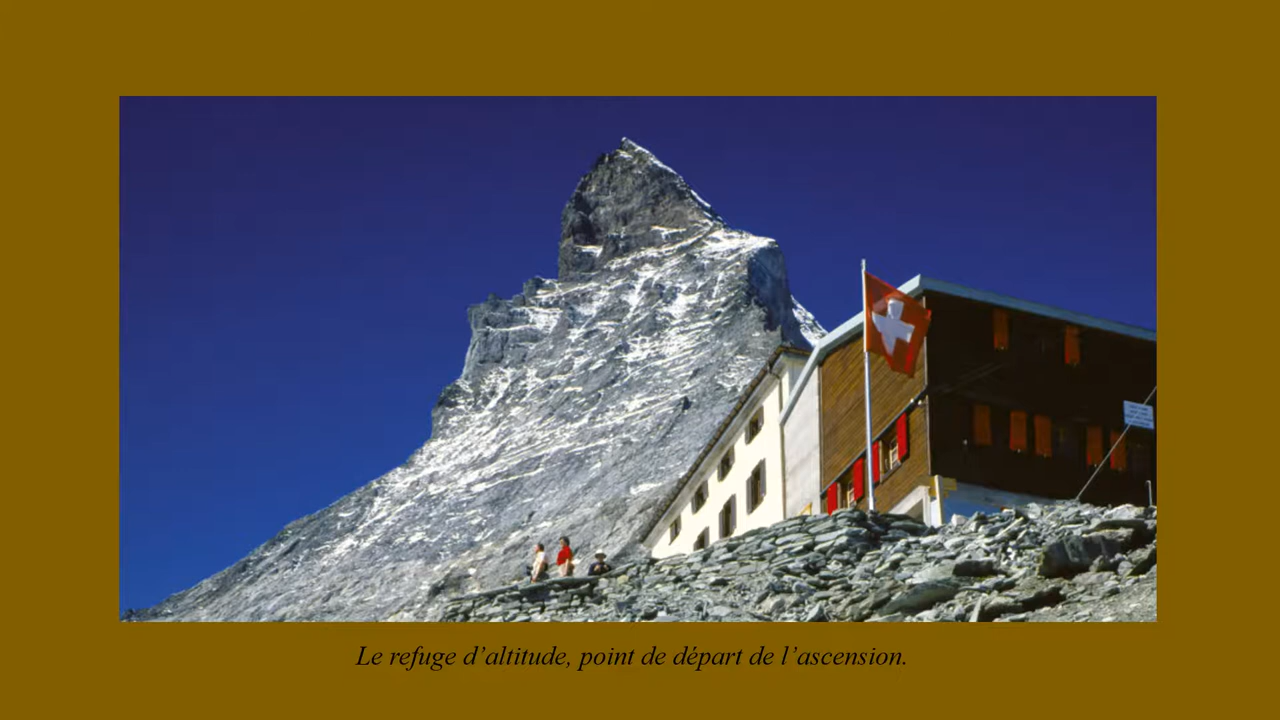 Le refuge d’altitude, point de départ de l’ascension.